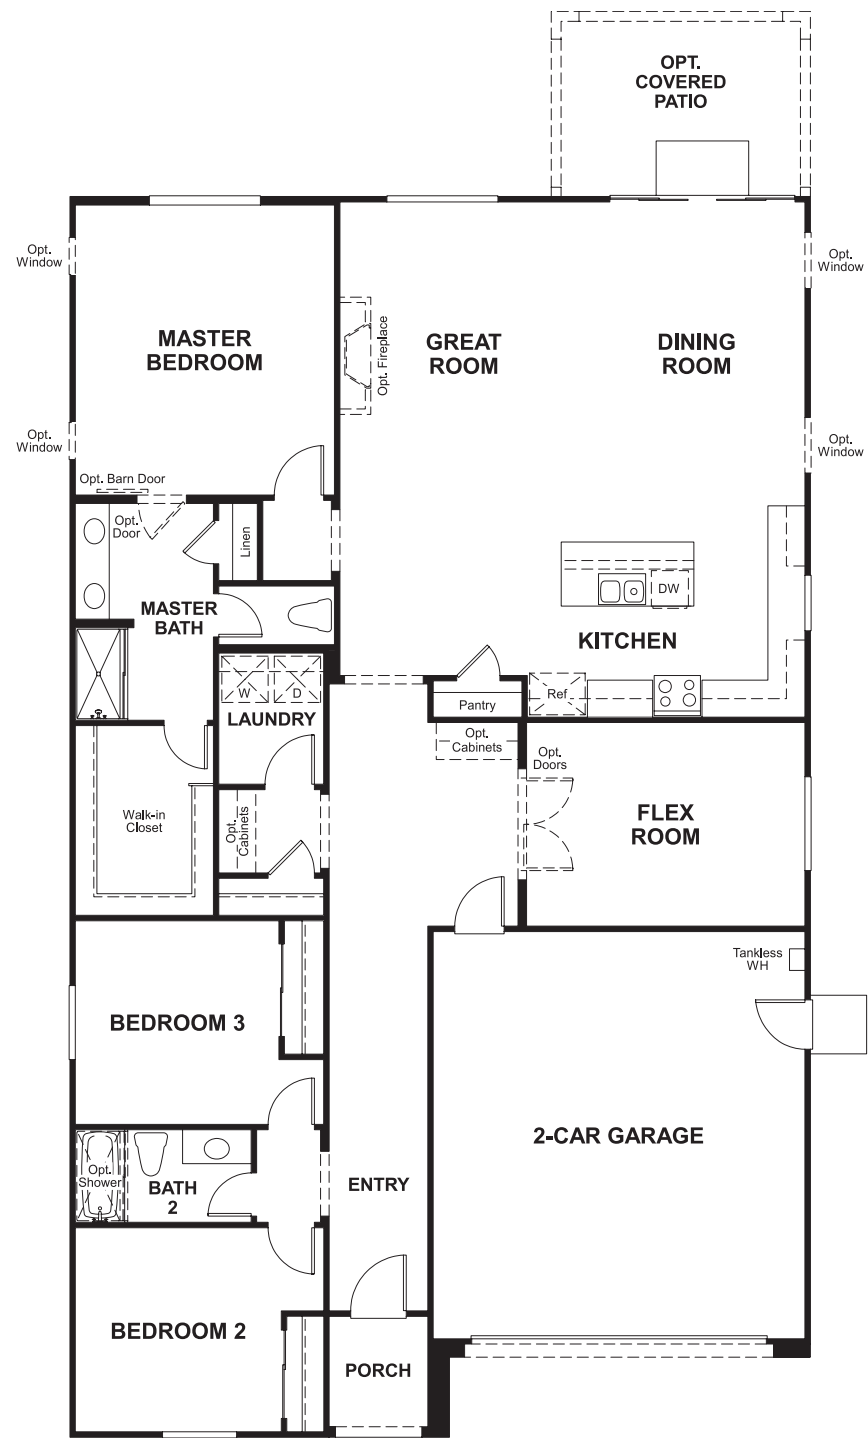 OPT.
COVERED
PATIO
Opt.
Window
Opt.
Window
MASTER
BEDROOM
Opt. Fireplace
GREAT
ROOM
DINING
ROOM
Opt.
Window
Opt.
Window
Opt. Barn Door
Opt.
Door
Linen
MASTER
BATH
DW
KITCHEN
W
D
LAUNDRY
Ref
Pantry
Opt.
Cabinets
Opt.
Doors
Walk-in
Closet
Opt.
Cabinets
FLEX
ROOM
Tankless
WH
BEDROOM 3
2-CAR GARAGE
Opt.
Shower
BATH
2
ENTRY
BEDROOM 2
PORCH